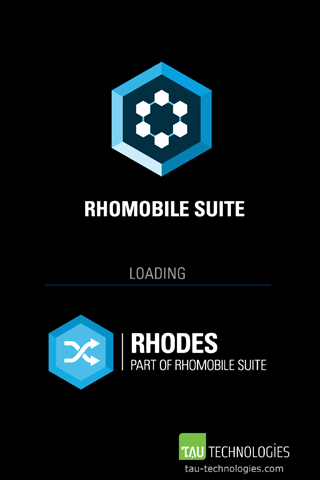 RHOMOBILE SUITE
LOADING
RHODES
PART OF RHOMOBILE SUITE
TAU TECHNOLOGIES
tau-technologies.com